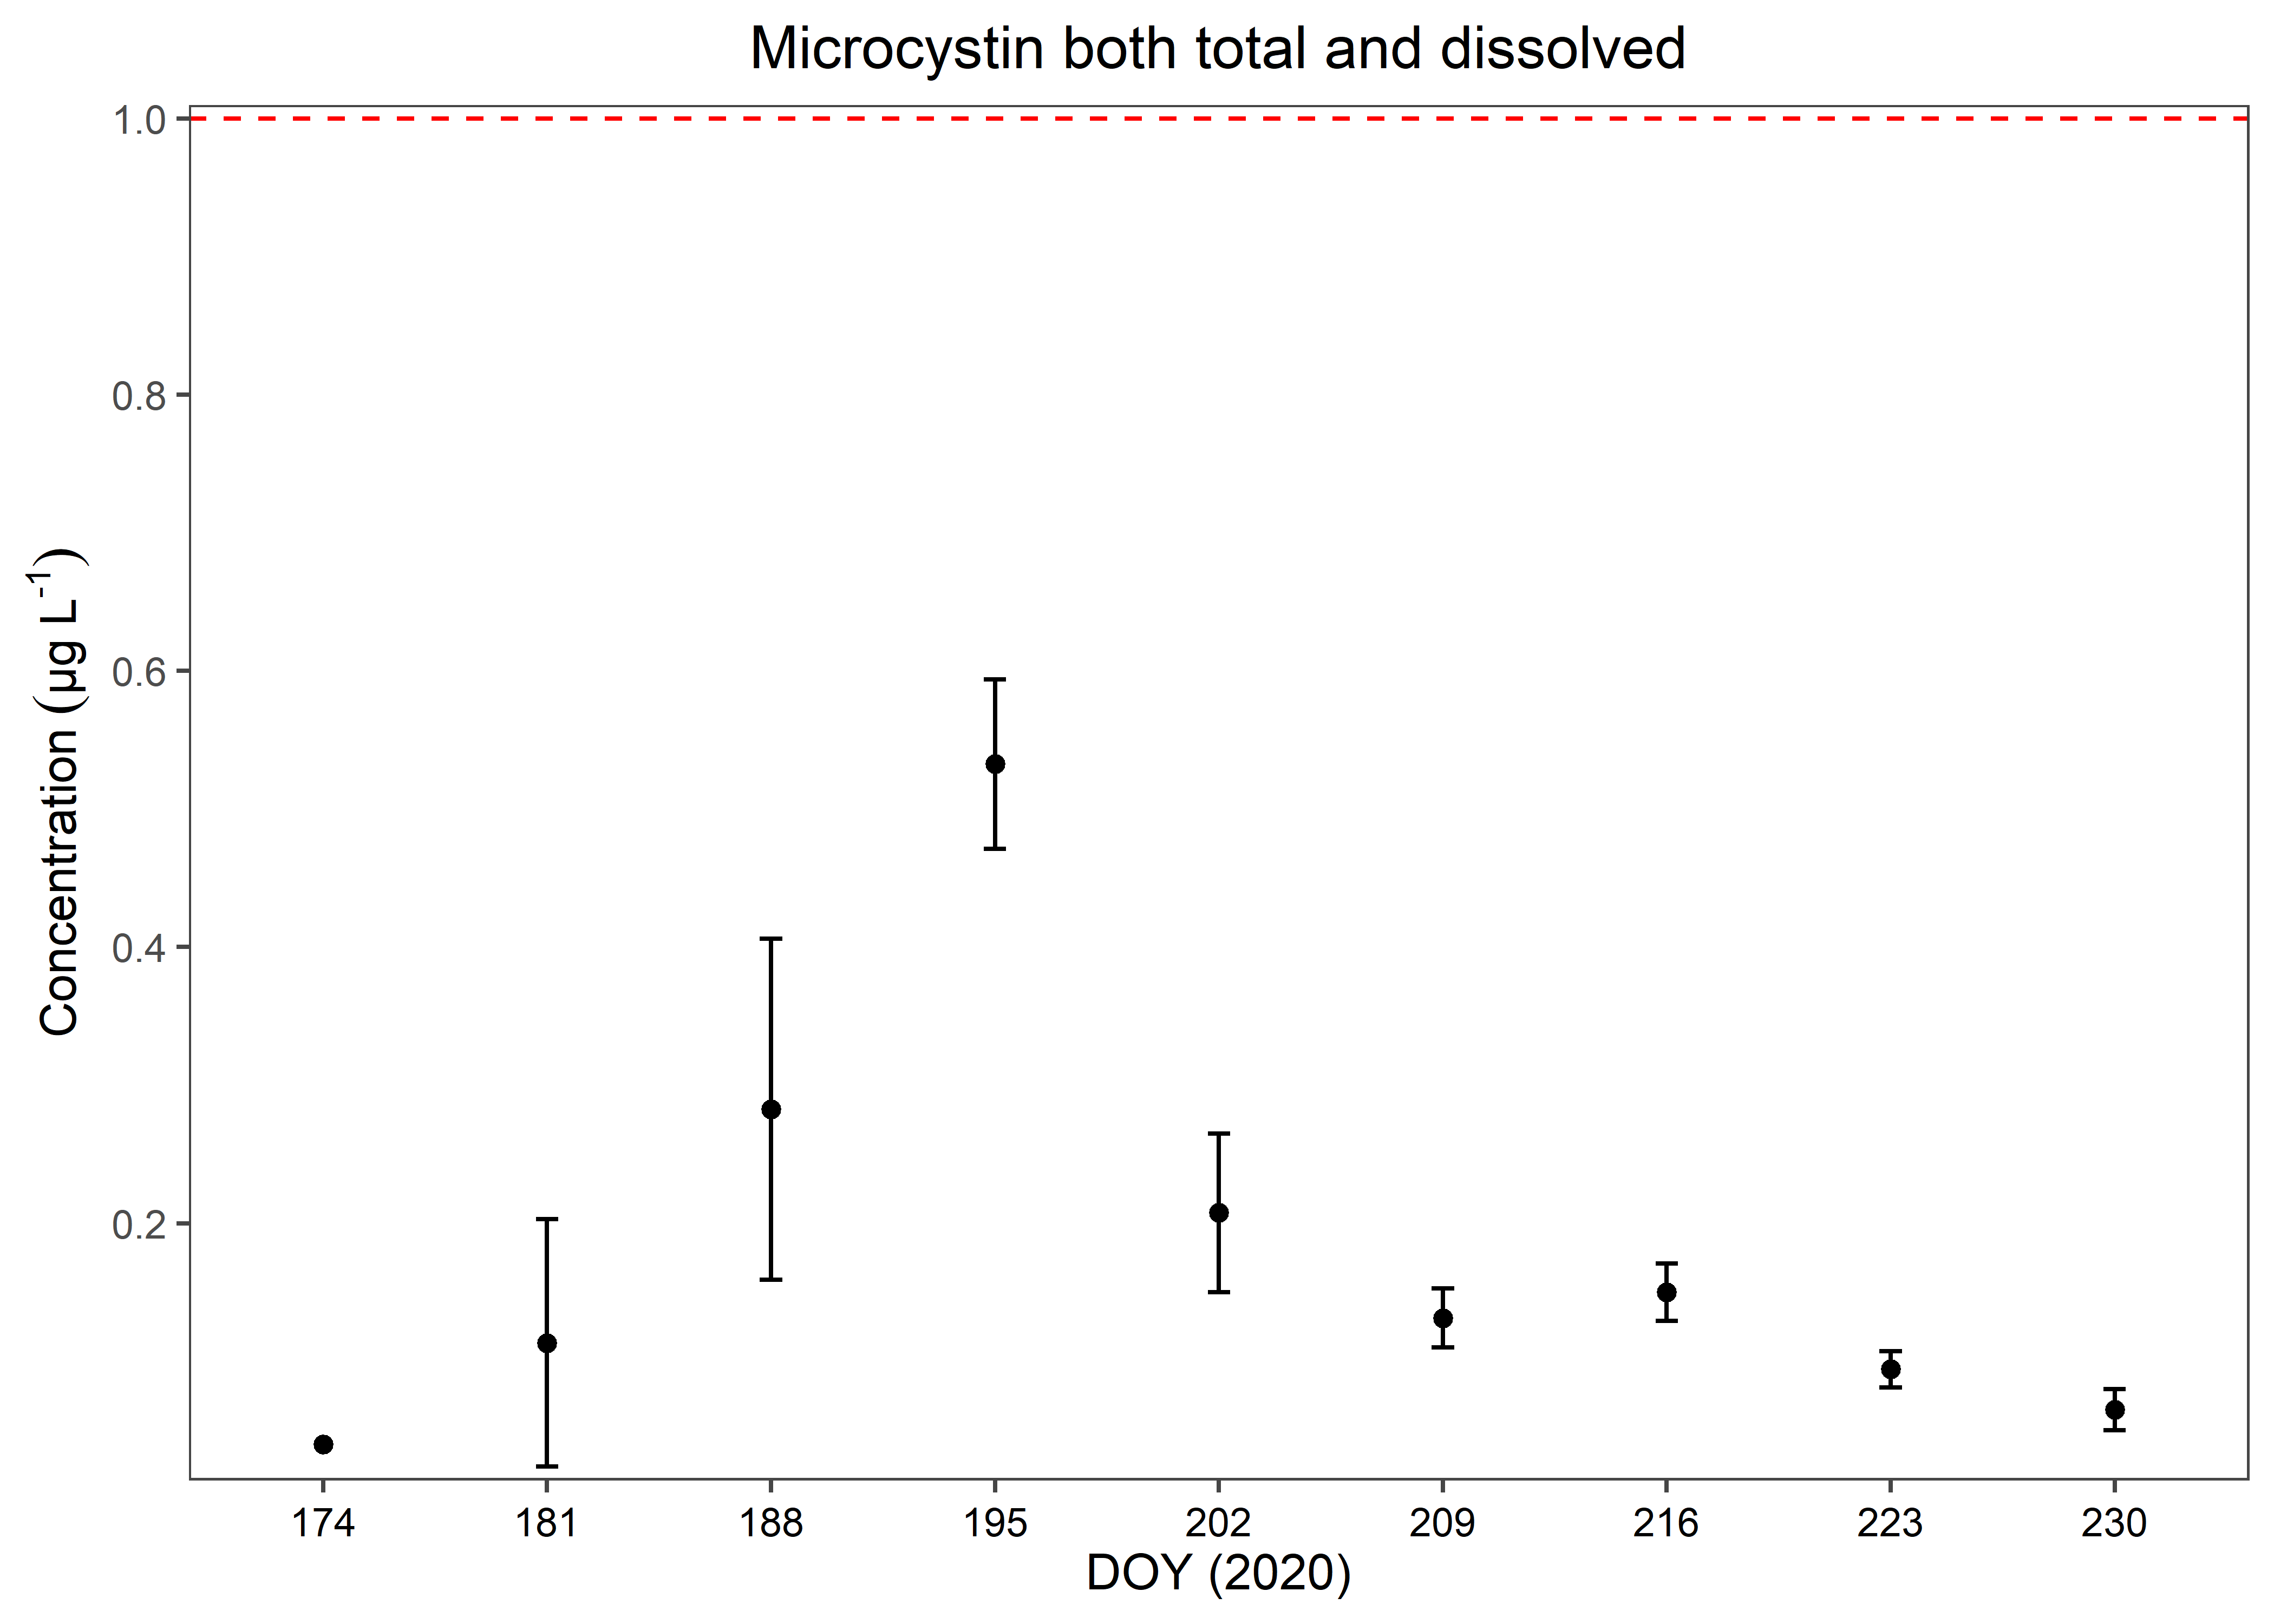 Microcystin both total and dissolved
1.0
0.8
0.6
0.4
0.2
Concentration (µg L⁻¹)
174 181 188 195 202 209 216 223 230
DOY (2020)